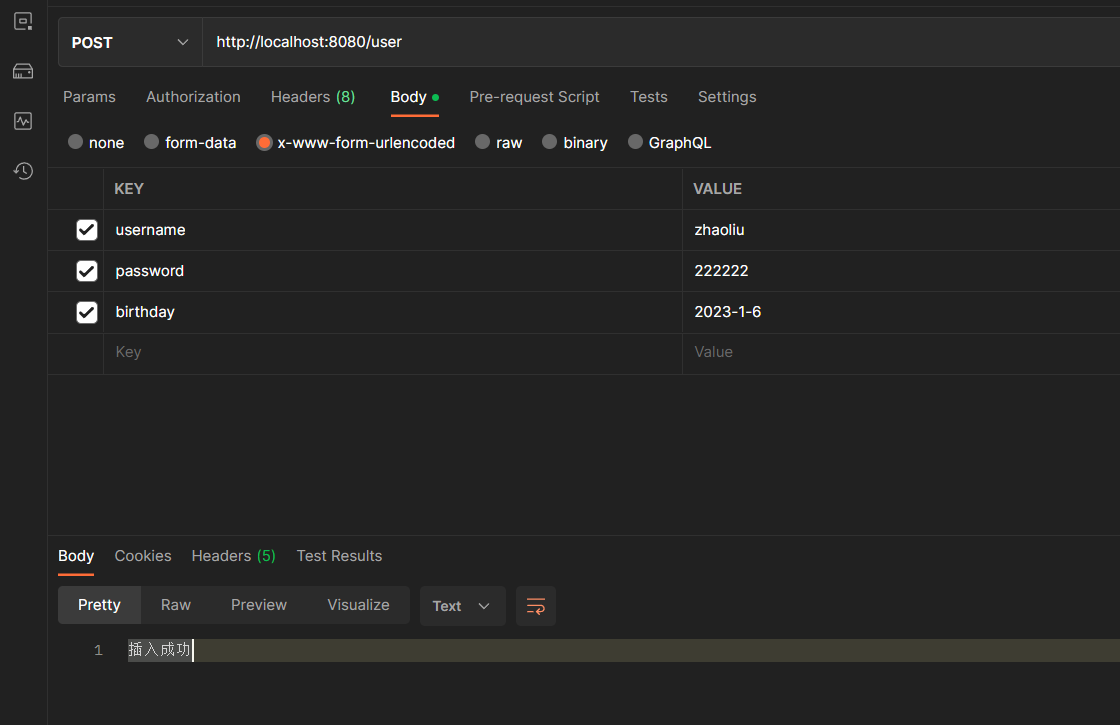 POST http://localhost:8080/user
Params Authorization Headers (8) Body Pre-request Script Tests Settings
none form-data x-www-form-urlencoded raw binary GraphQL
KEY VALUE
username zhaoliu
password 222222
birthday 2023-1-6
Key Value
Body Cookies Headers (5) Test Results
Pretty Raw Preview Visualize Text
1 插入成功